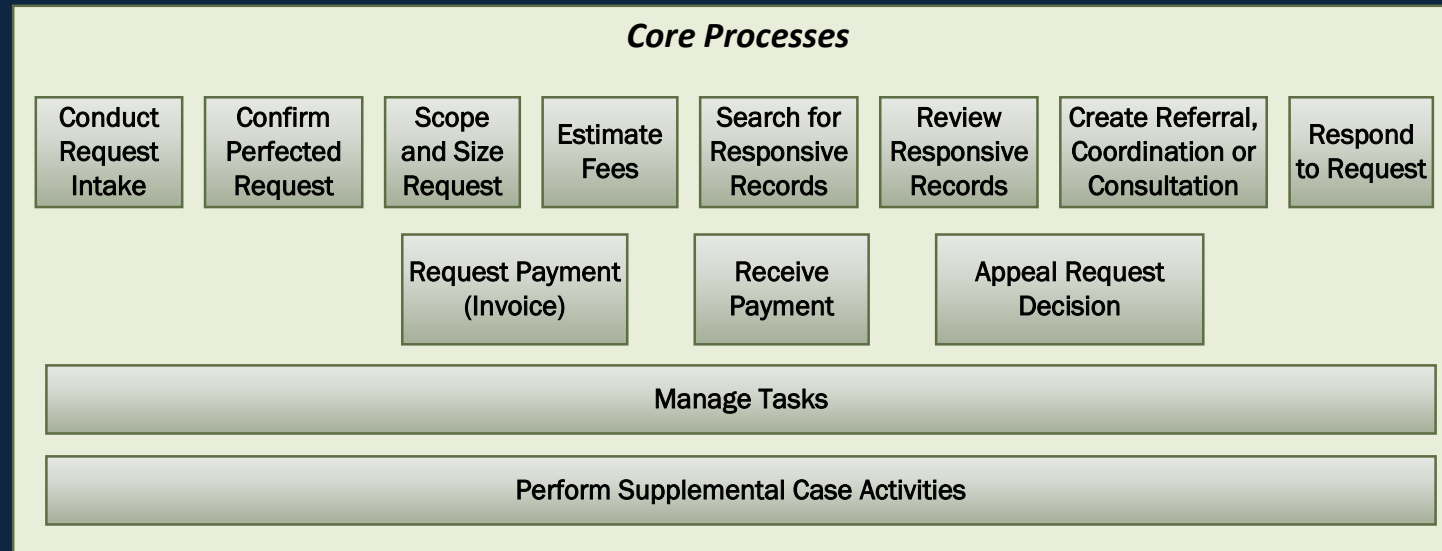 Core Processes
Conduct
Request
Intake
Confirm
Perfected
Request
Scope
and Size
Request
Estimate
Fees
Search for
Responsive
Records
Review
Responsive
Records
Create Referral,
Coordination or
Consultation
Respond
to Request
Request Payment
(Invoice)
Receive
Payment
Appeal Request
Decision
Manage Tasks
Perform Supplemental Case Activities